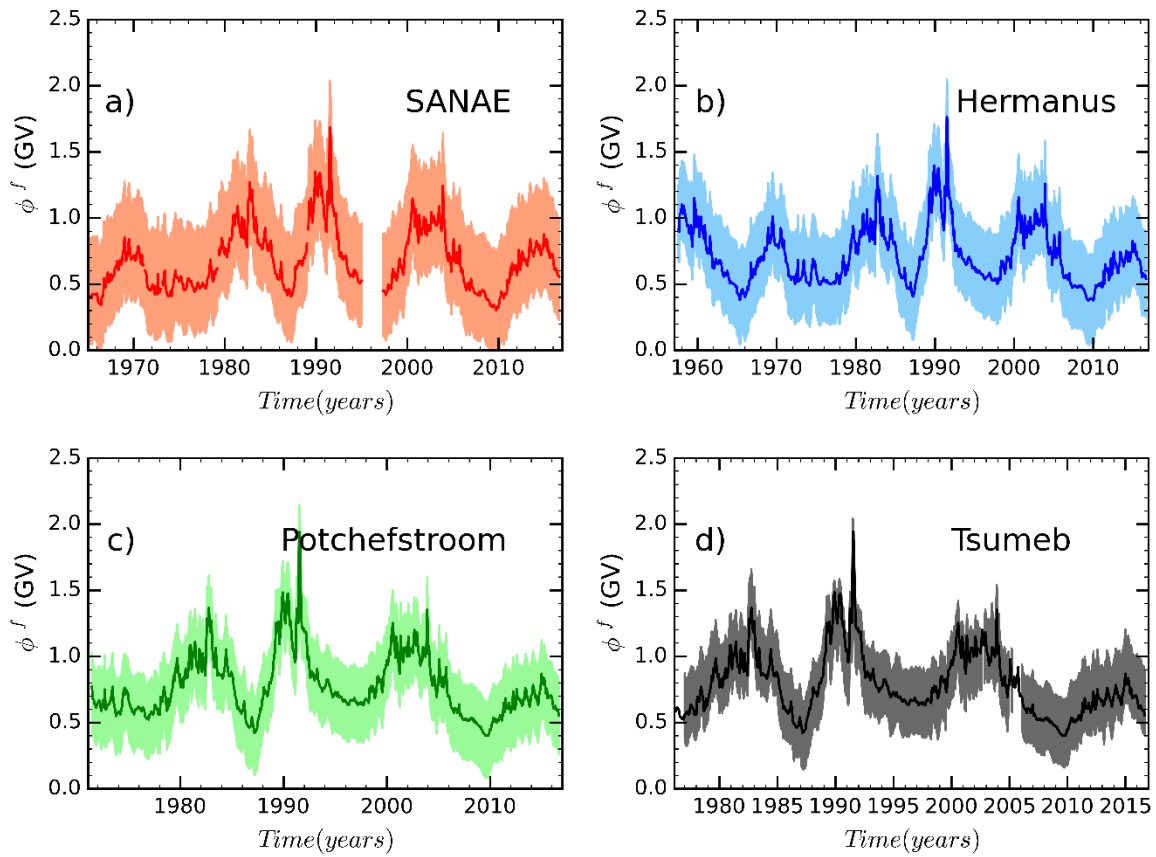 a) SANAE
2.5
2.0
1.5
1.0
0.5
0.0
ϕ f (GV)
1970 1980 1990 2000 2010
Time(years)
b) Hermanus
2.5
2.0
1.5
1.0
0.5
0.0
ϕ f (GV)
1960 1970 1980 1990 2000 2010
Time(years)
c) Potchefstroom
2.5
2.0
1.5
1.0
0.5
0.0
ϕ f (GV)
1980 1990 2000 2010
Time(years)
d) Tsumeb
2.5
2.0
1.5
1.0
0.5
0.0
ϕ f (GV)
1980 1985 1990 1995 2000 2005 2010 2015
Time(years)